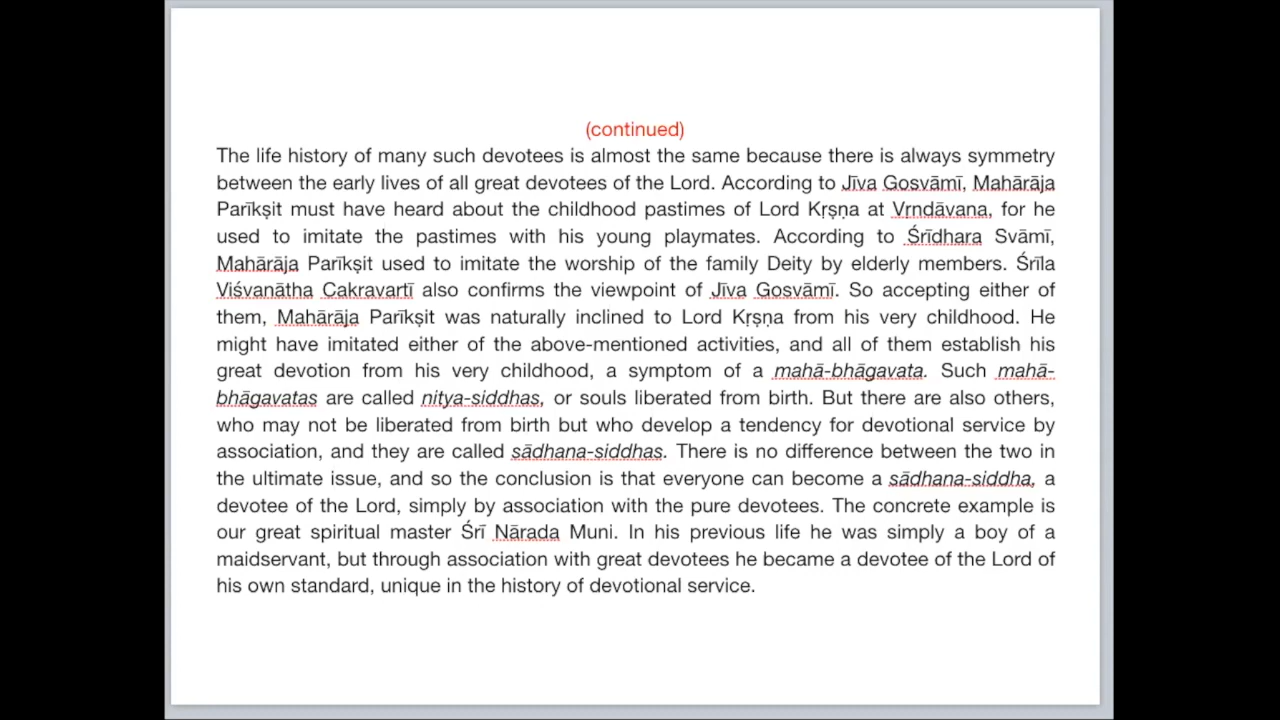 (continued)
The life history of many such devotees is almost the same because there is always symmetry
between the early lives of all great devotees of the Lord. According to Jīva Gosvāmī, Mahārāja
Parīkṣit must have heard about the childhood pastimes of Lord Kṛṣṇa at Vṛndāvana, for he
used to imitate the pastimes with his young playmates. According to Śrīdhara Svāmī,
Mahārāja Parīkṣit used to imitate the worship of the family Deity by elderly members. Śrīla
Viśvanātha Cakravartī also confirms the viewpoint of Jīva Gosvāmī. So accepting either of
them, Mahārāja Parīkṣit was naturally inclined to Lord Kṛṣṇa from his very childhood. He
might have imitated either of the above-mentioned activities, and all of them establish his
great devotion from his very childhood, a symptom of a mahā-bhāgavata. Such mahā-
bhāgavatas are called nitya-siddhas, or souls liberated from birth. But there are also others,
who may not be liberated from birth but who develop a tendency for devotional service by
association, and they are called sādhana-siddhas. There is no difference between the two in
the ultimate issue, and so the conclusion is that everyone can become a sādhana-siddha, a
devotee of the Lord, simply by association with the pure devotees. The concrete example is
our great spiritual master Śrī Nārada Muni. In his previous life he was simply a boy of a
maidservant, but through association with great devotees he became a devotee of the Lord of
his own standard, unique in the history of devotional service.